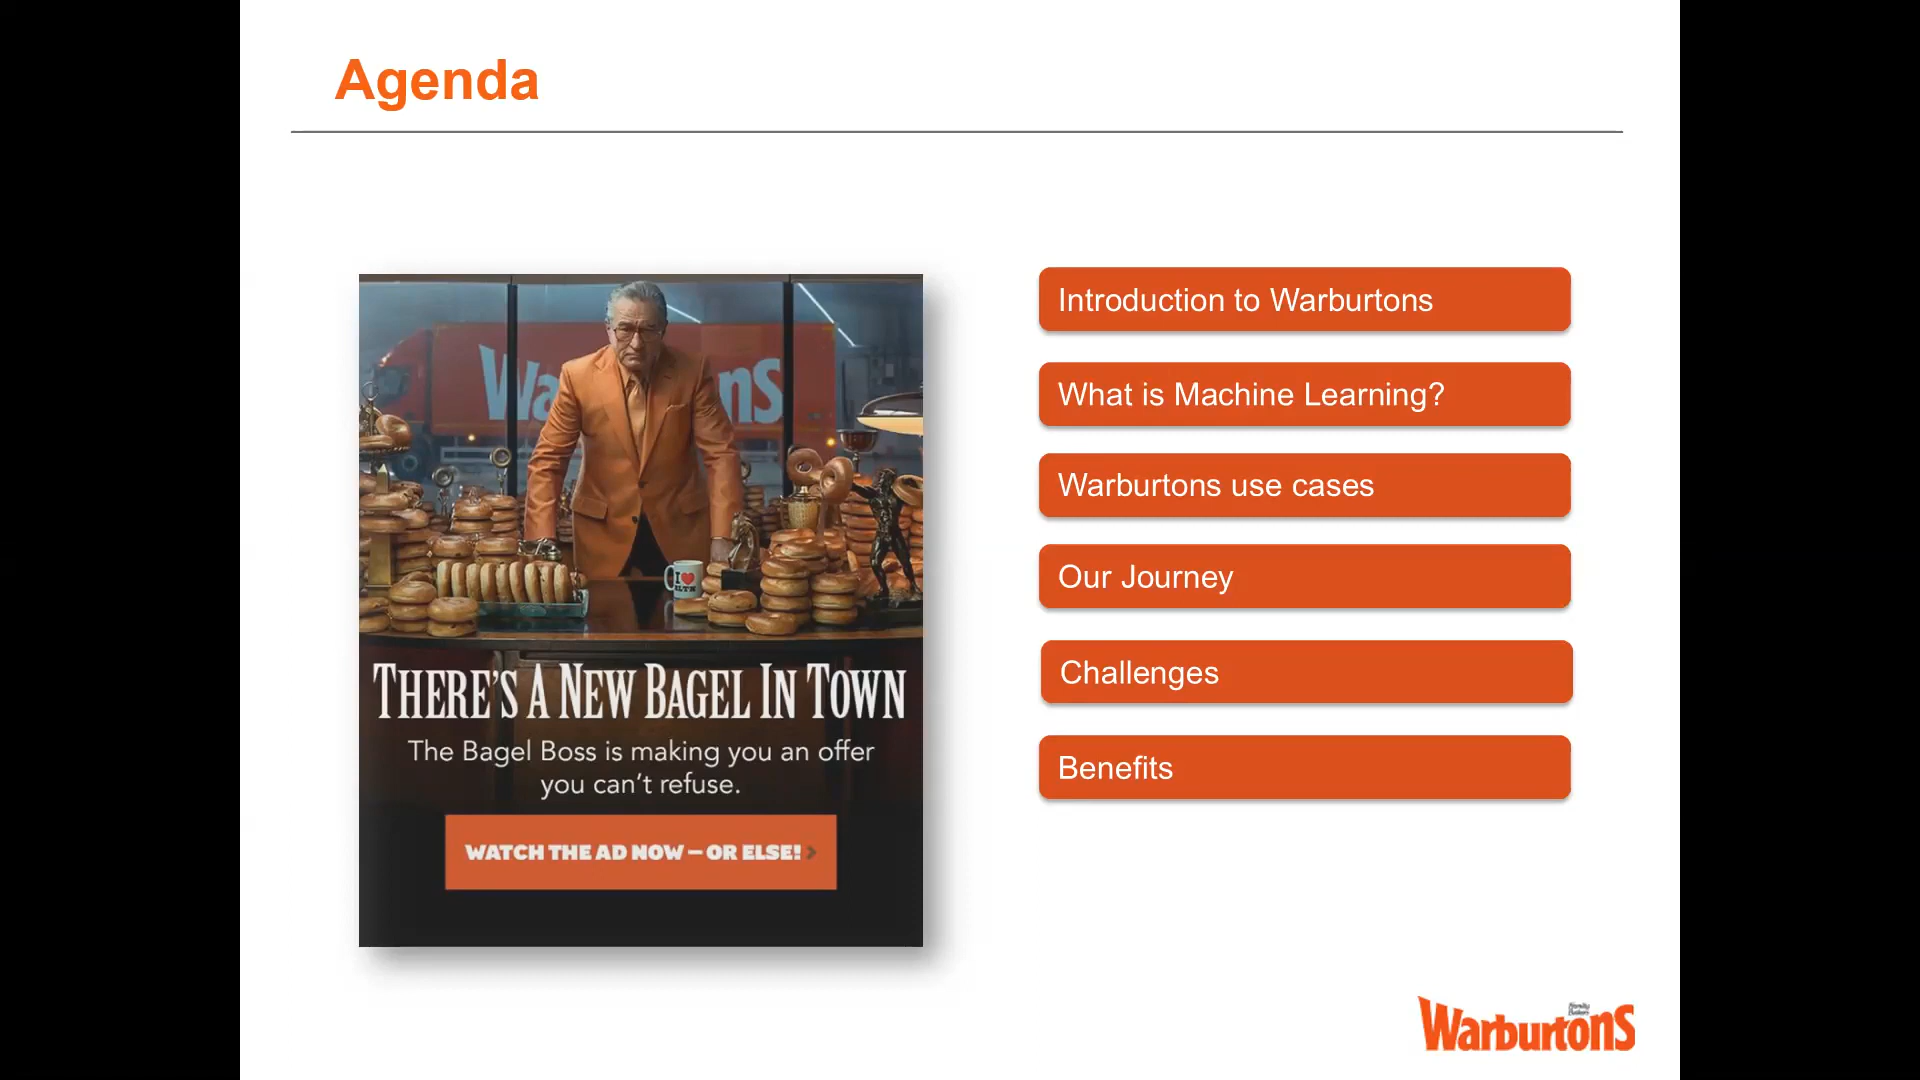 Agenda
Wa
nS
I ❤
THERE'S A NEW BAGEL IN TOWN
The Bagel Boss is making you an offer
you can't refuse.
WATCH THE AD NOW – OR ELSE! >
Introduction to Warburtons
What is Machine Learning?
Warburtons use cases
Our Journey
Challenges
Benefits
Warburtons